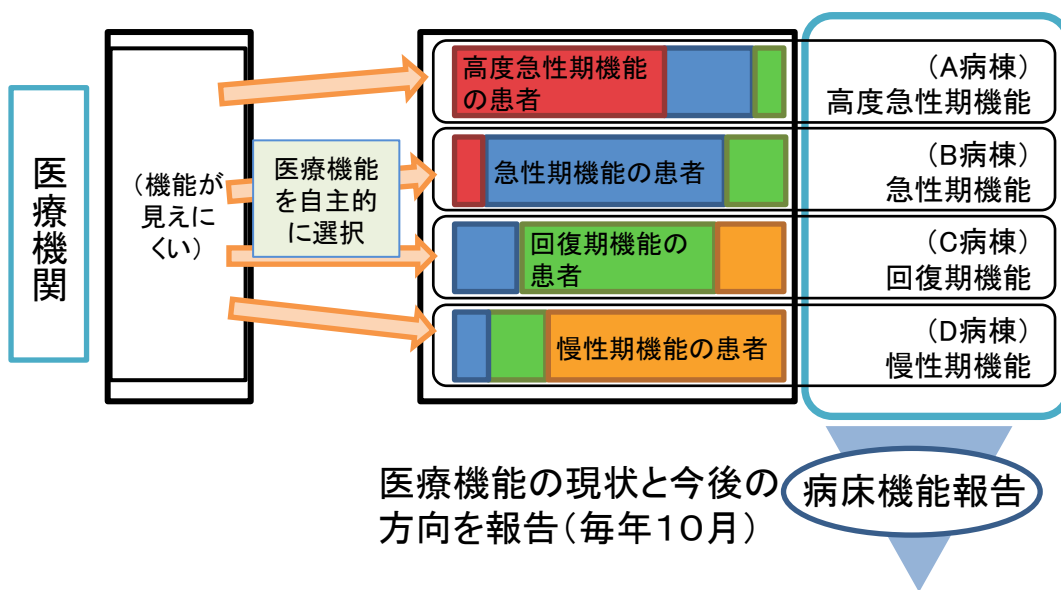 医療機関
（機能が
見えに
くい）
医療機能
を自主的
に選択
高度急性期機能
の患者
（A病棟）
高度急性期機能
急性期機能の患者
（B病棟）
急性期機能
回復期機能の
患者
（C病棟）
回復期機能
慢性期機能の患者
（D病棟）
慢性期機能
医療機能の現状と今後の
方向を報告（毎年１０月）
病床機能報告